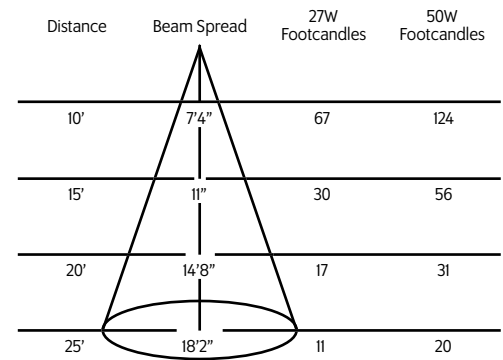 Distance Beam Spread 27W Footcandles 50W Footcandles
10’ 7’4” 67 124
15’ 11” 30 56
20’ 14’8” 17 31
25’ 18’2” 11 20